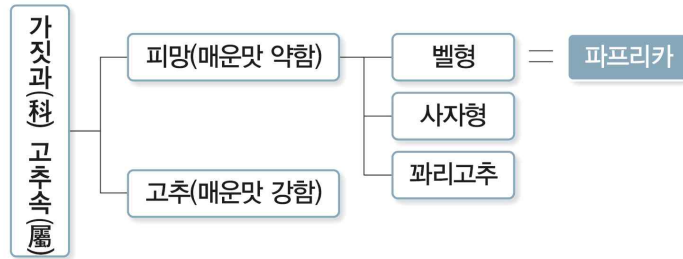 가짓과(科) 고추속(屬)
피망(매운맛 약함)
벨형
파프리카
사자형
꽈리고추
고추(매운맛 강함)